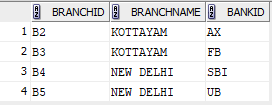 BRANCHID BRANCHNAME BANKID
1 B2 KOTTAYAM AX
2 B3 KOTTAYAM FB
3 B4 NEW DELHI SBI
4 B5 NEW DELHI UB